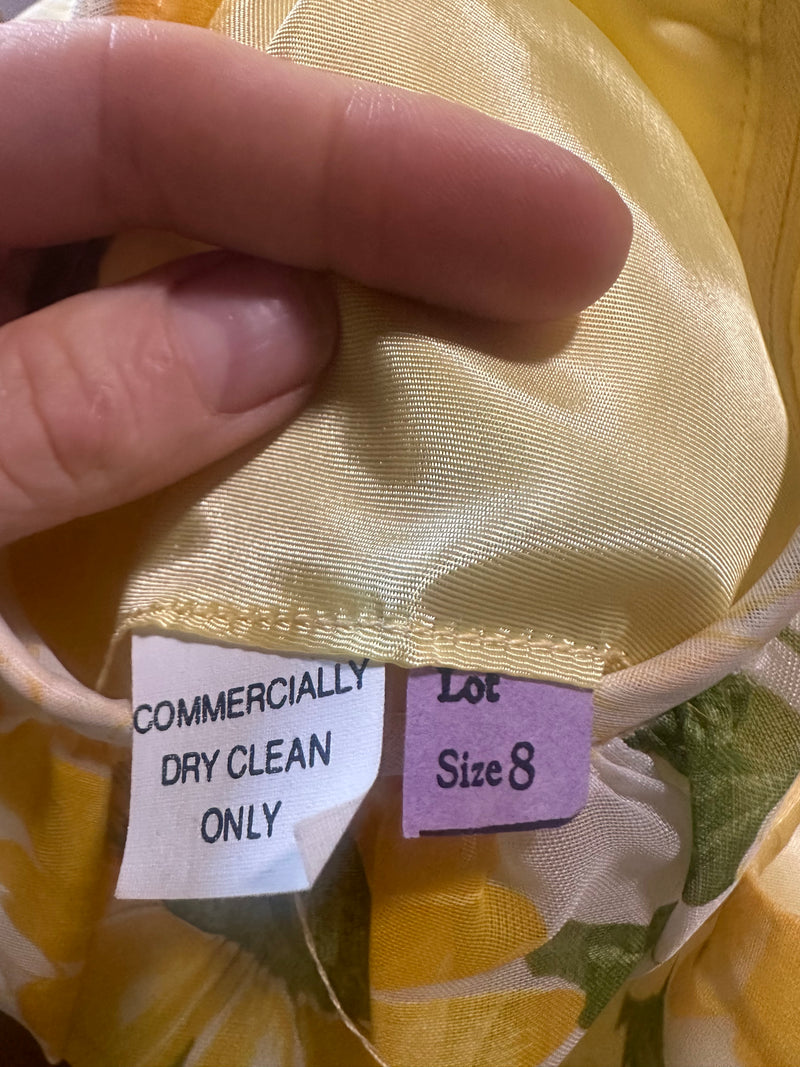 COMMERCIALLY
DRY CLEAN
ONLY
Lot
Size 8